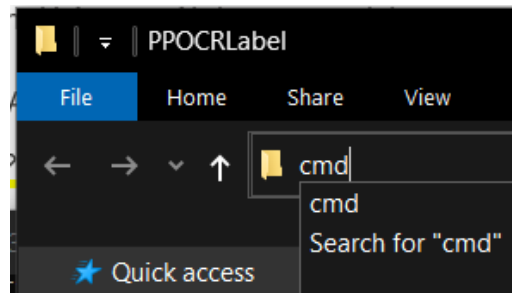 PPOCRLabel
File Home Share View
cmd
cmd
Search for "cmd"
Quick access